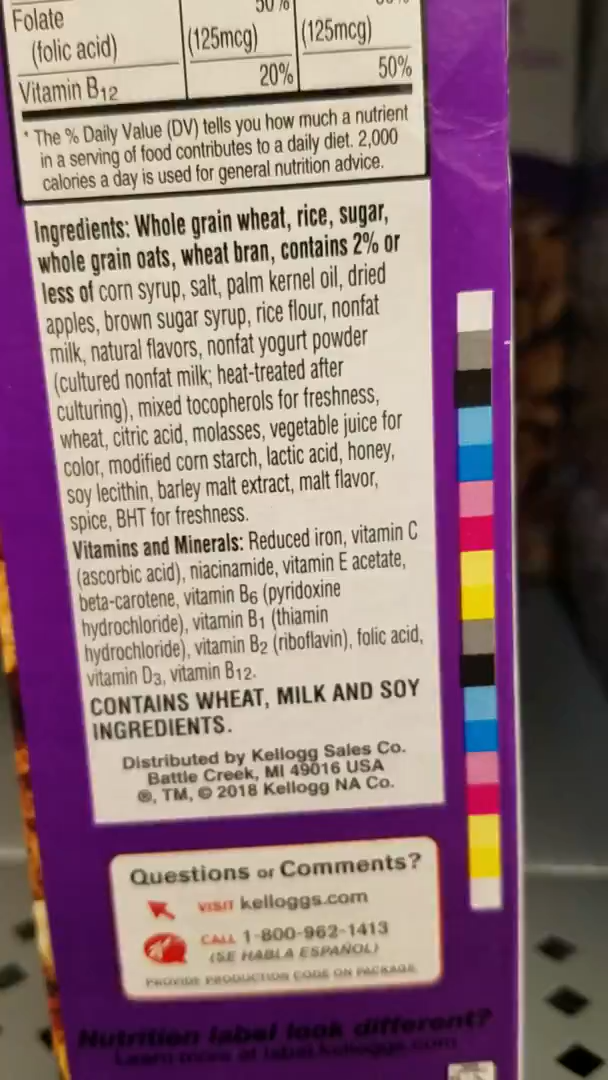 Folate
(folic acid)
50%
(125mcg)
(125mcg)
Vitamin B12
20%
50%
* The % Daily Value (DV) tells you how much a nutrient
in a serving of food contributes to a daily diet. 2,000
calories a day is used for general nutrition advice.
Ingredients: Whole grain wheat, rice, sugar,
whole grain oats, wheat bran, contains 2% or
less of corn syrup, salt, palm kernel oil, dried
apples, brown sugar syrup, rice flour, nonfat
milk, natural flavors, nonfat yogurt powder
(cultured nonfat milk; heat-treated after
culturing), mixed tocopherols for freshness,
wheat, citric acid, molasses, vegetable juice for
color, modified corn starch, lactic acid, honey,
soy lecithin, barley malt extract, malt flavor,
spice, BHT for freshness.
Vitamins and Minerals: Reduced iron, vitamin C
(ascorbic acid), niacinamide, vitamin E acetate,
beta-carotene, vitamin B6 (pyridoxine
hydrochloride), vitamin B1 (thiamin
hydrochloride), vitamin B2 (riboflavin), folic acid,
vitamin D3, vitamin B12.
CONTAINS WHEAT, MILK AND SOY
INGREDIENTS.
Distributed by Kellogg Sales Co.
Battle Creek, MI 49016 USA
®, TM, © 2018 Kellogg NA Co.
Questions or Comments?
VISIT kelloggs.com
CALL 1-800-962-1413
(SE HABLA ESPAÑOL)
PROVIDE PRODUCTION CODE ON PACKAGE
Nutrition label look different?
Learn more at label.kelloggs.com